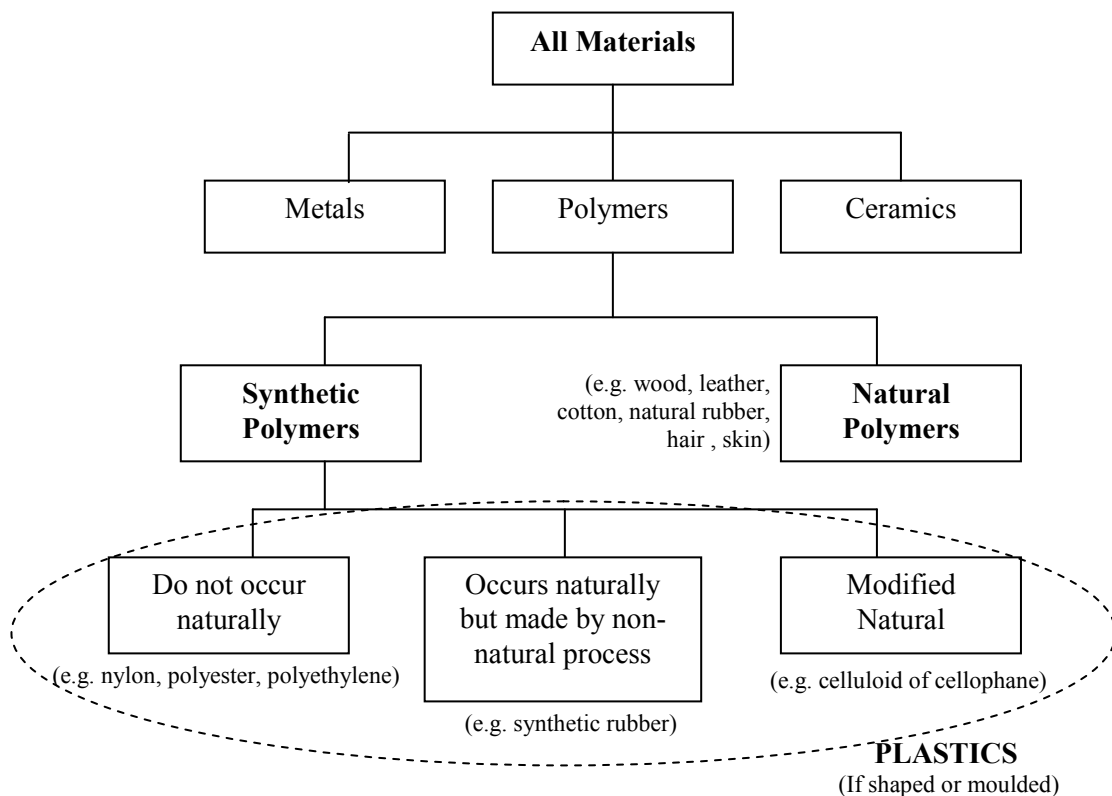 All Materials
Metals
Polymers
Ceramics
Synthetic
Polymers
(e.g. wood, leather,
cotton, natural rubber,
hair , skin)
Natural
Polymers
Do not occur
naturally
(e.g. nylon, polyester, polyethylene)
Occurs naturally
but made by non-
natural process
(e.g. synthetic rubber)
Modified
Natural
(e.g. celluloid of cellophane)
PLASTICS
(If shaped or moulded)